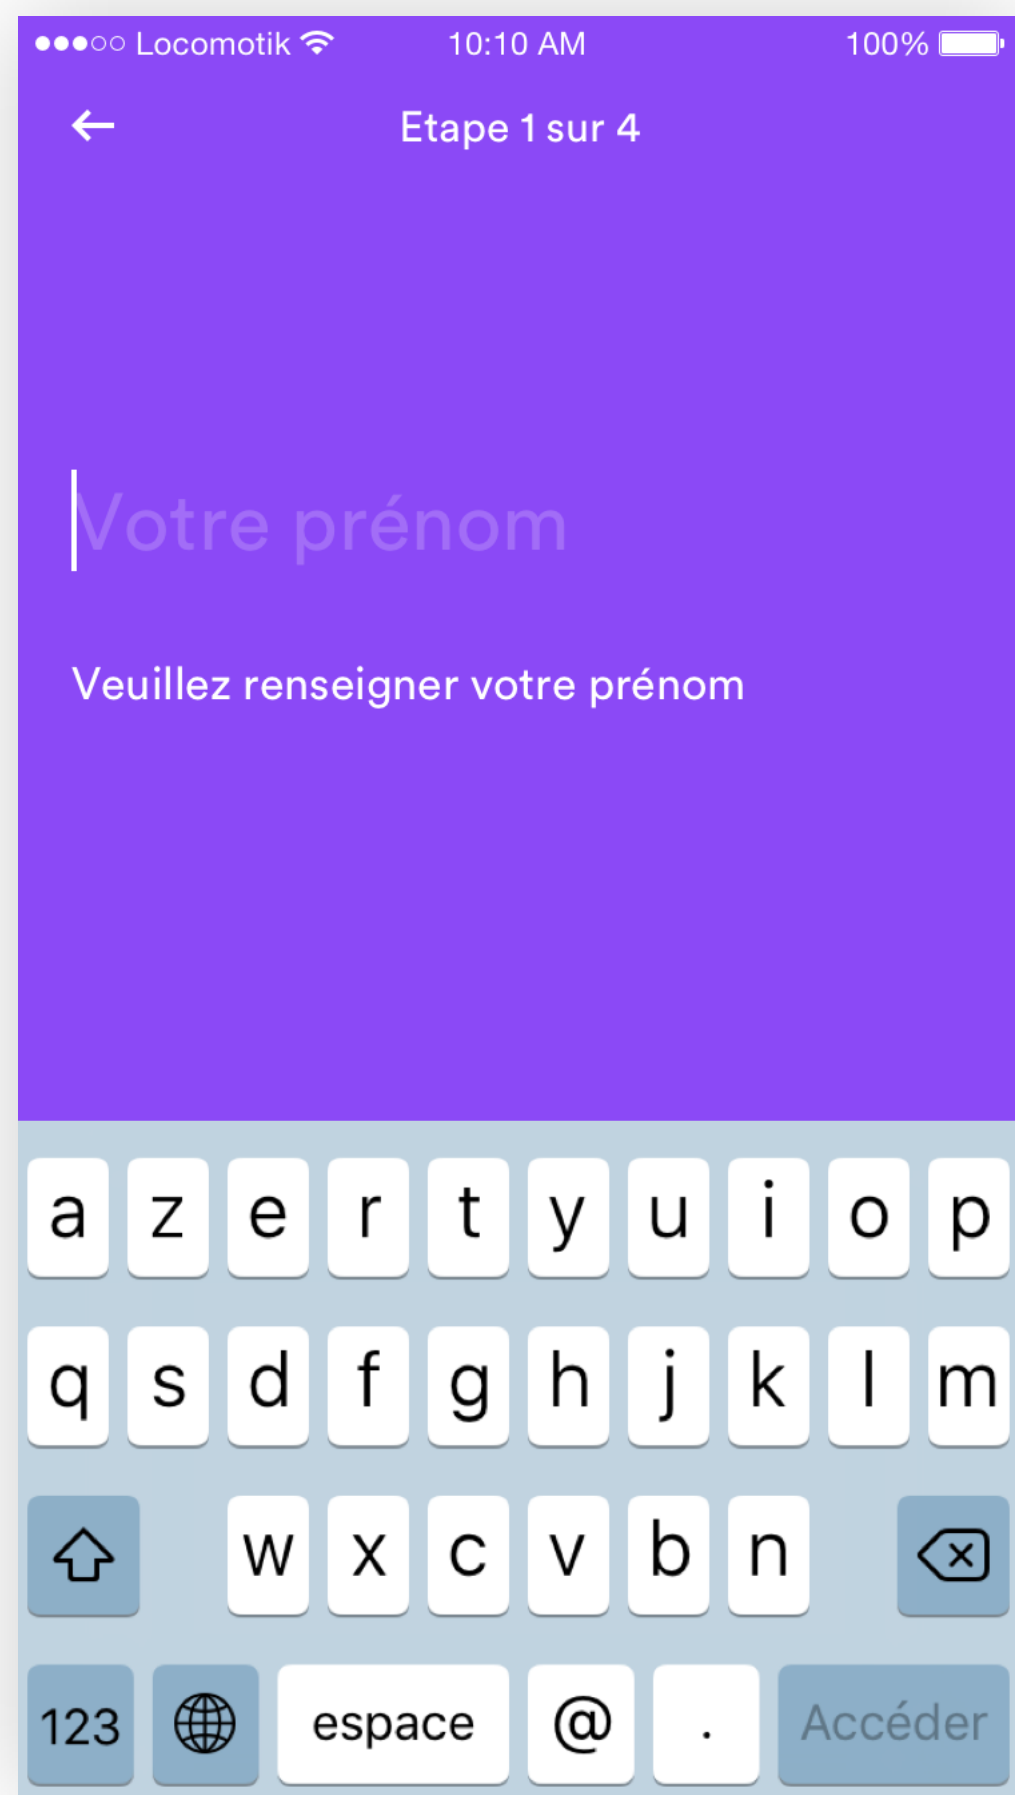 Locomotik 10:10 AM 100%
Etape 1 sur 4
Votre prénom
Veuillez renseigner votre prénom
a z e r t y u i o p
q s d f g h j k l m
w x c v b n
123 espace @ . Accéder